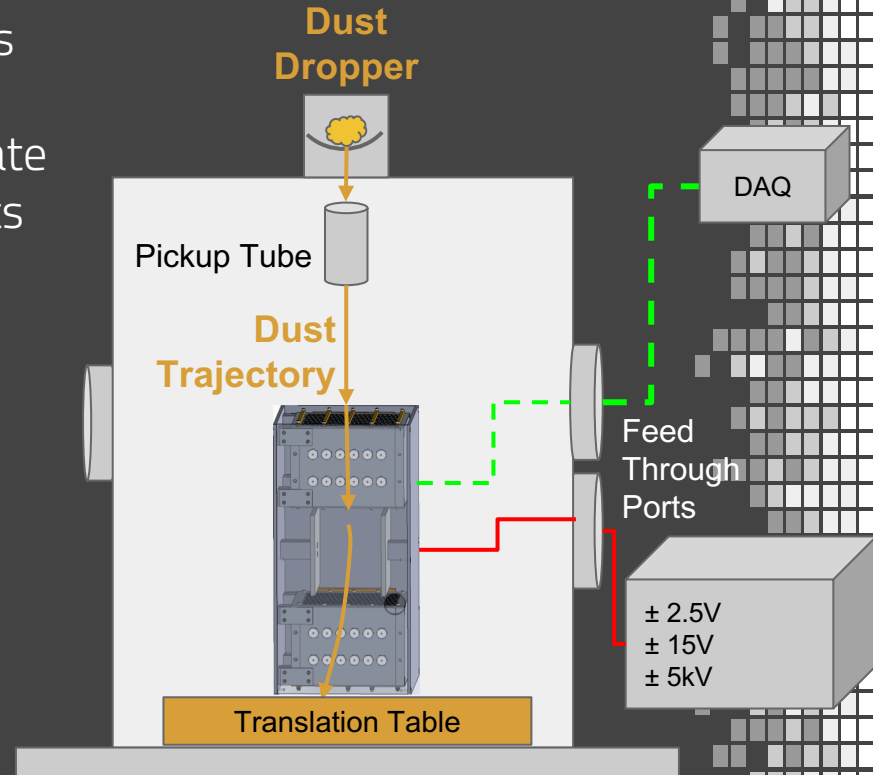 Dust
Dropper
DAQ
Pickup Tube
Dust
Trajectory
Feed
Through
Ports
± 2.5V
± 15V
± 5kV
Translation Table